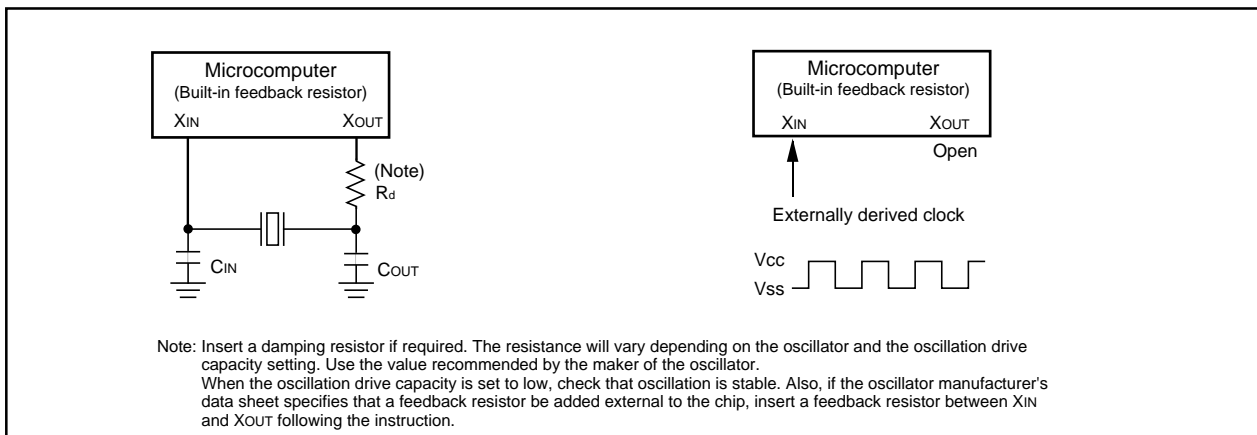 Microcomputer
(Built-in feedback resistor)
XIN XOUT
(Note)
Rd
CIN
COUT
Microcomputer
(Built-in feedback resistor)
XIN XOUT
Open
Externally derived clock
Vcc
Vss
Note: Insert a damping resistor if required. The resistance will vary depending on the oscillator and the oscillation drive
capacity setting. Use the value recommended by the maker of the oscillator.
When the oscillation drive capacity is set to low, check that oscillation is stable. Also, if the oscillator manufacturer's
data sheet specifies that a feedback resistor be added external to the chip, insert a feedback resistor between XIN
and XOUT following the instruction.